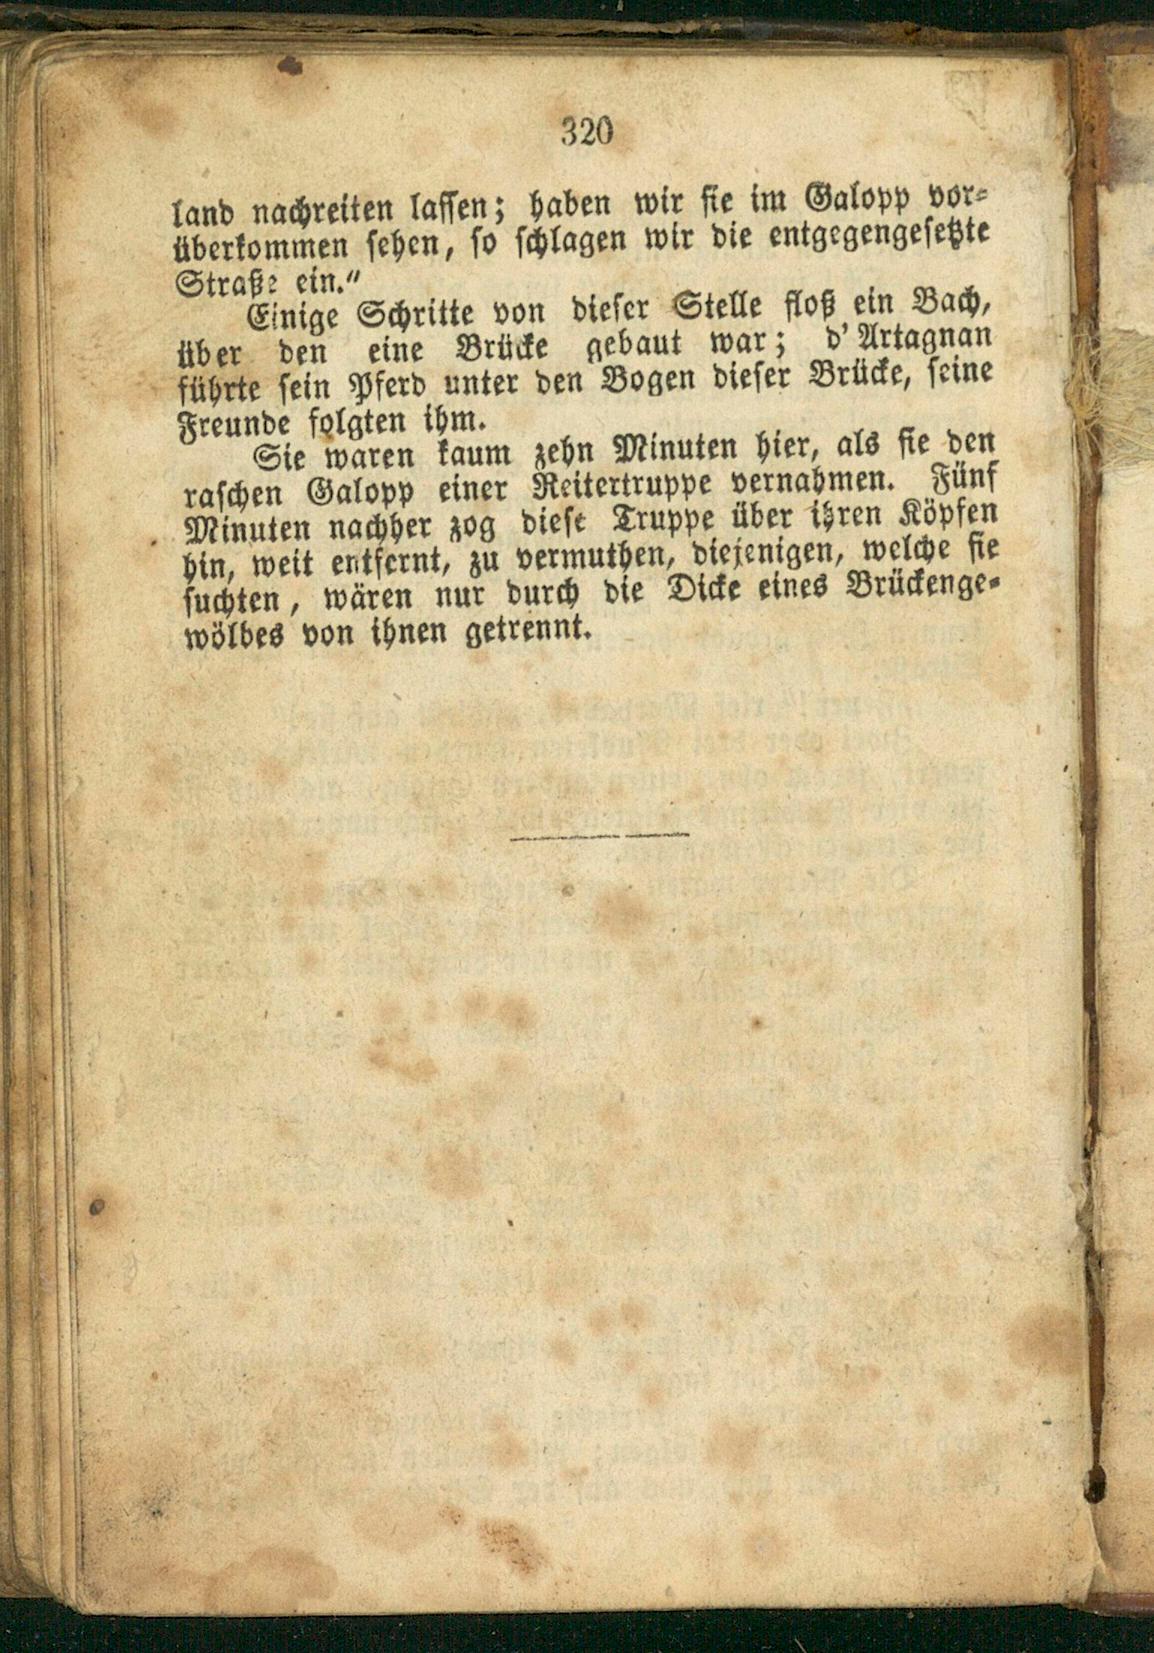 320
land nachreiten lassen; haben wir sie im Galopp vor-
überkommen sehen, so schlagen wir die entgegengesetzte
Straße ein.“
Einige Schritte von dieser Stelle floß ein Bach,
über den eine Brücke gebaut war; d'Artagnan
führte sein Pferd unter den Bogen dieser Brücke, seine
Freunde folgten ihm.
Sie waren kaum zehn Minuten hier, als sie den
raschen Galopp einer Reitertruppe vernahmen. Fünf
Minuten nachher zog diese Truppe über ihren Köpfen
hin, weit entfernt, zu vermuthen, diejenigen, welche sie
suchten, wären nur durch die Dicke eines Brückenge-
wölbes von ihnen getrennt.